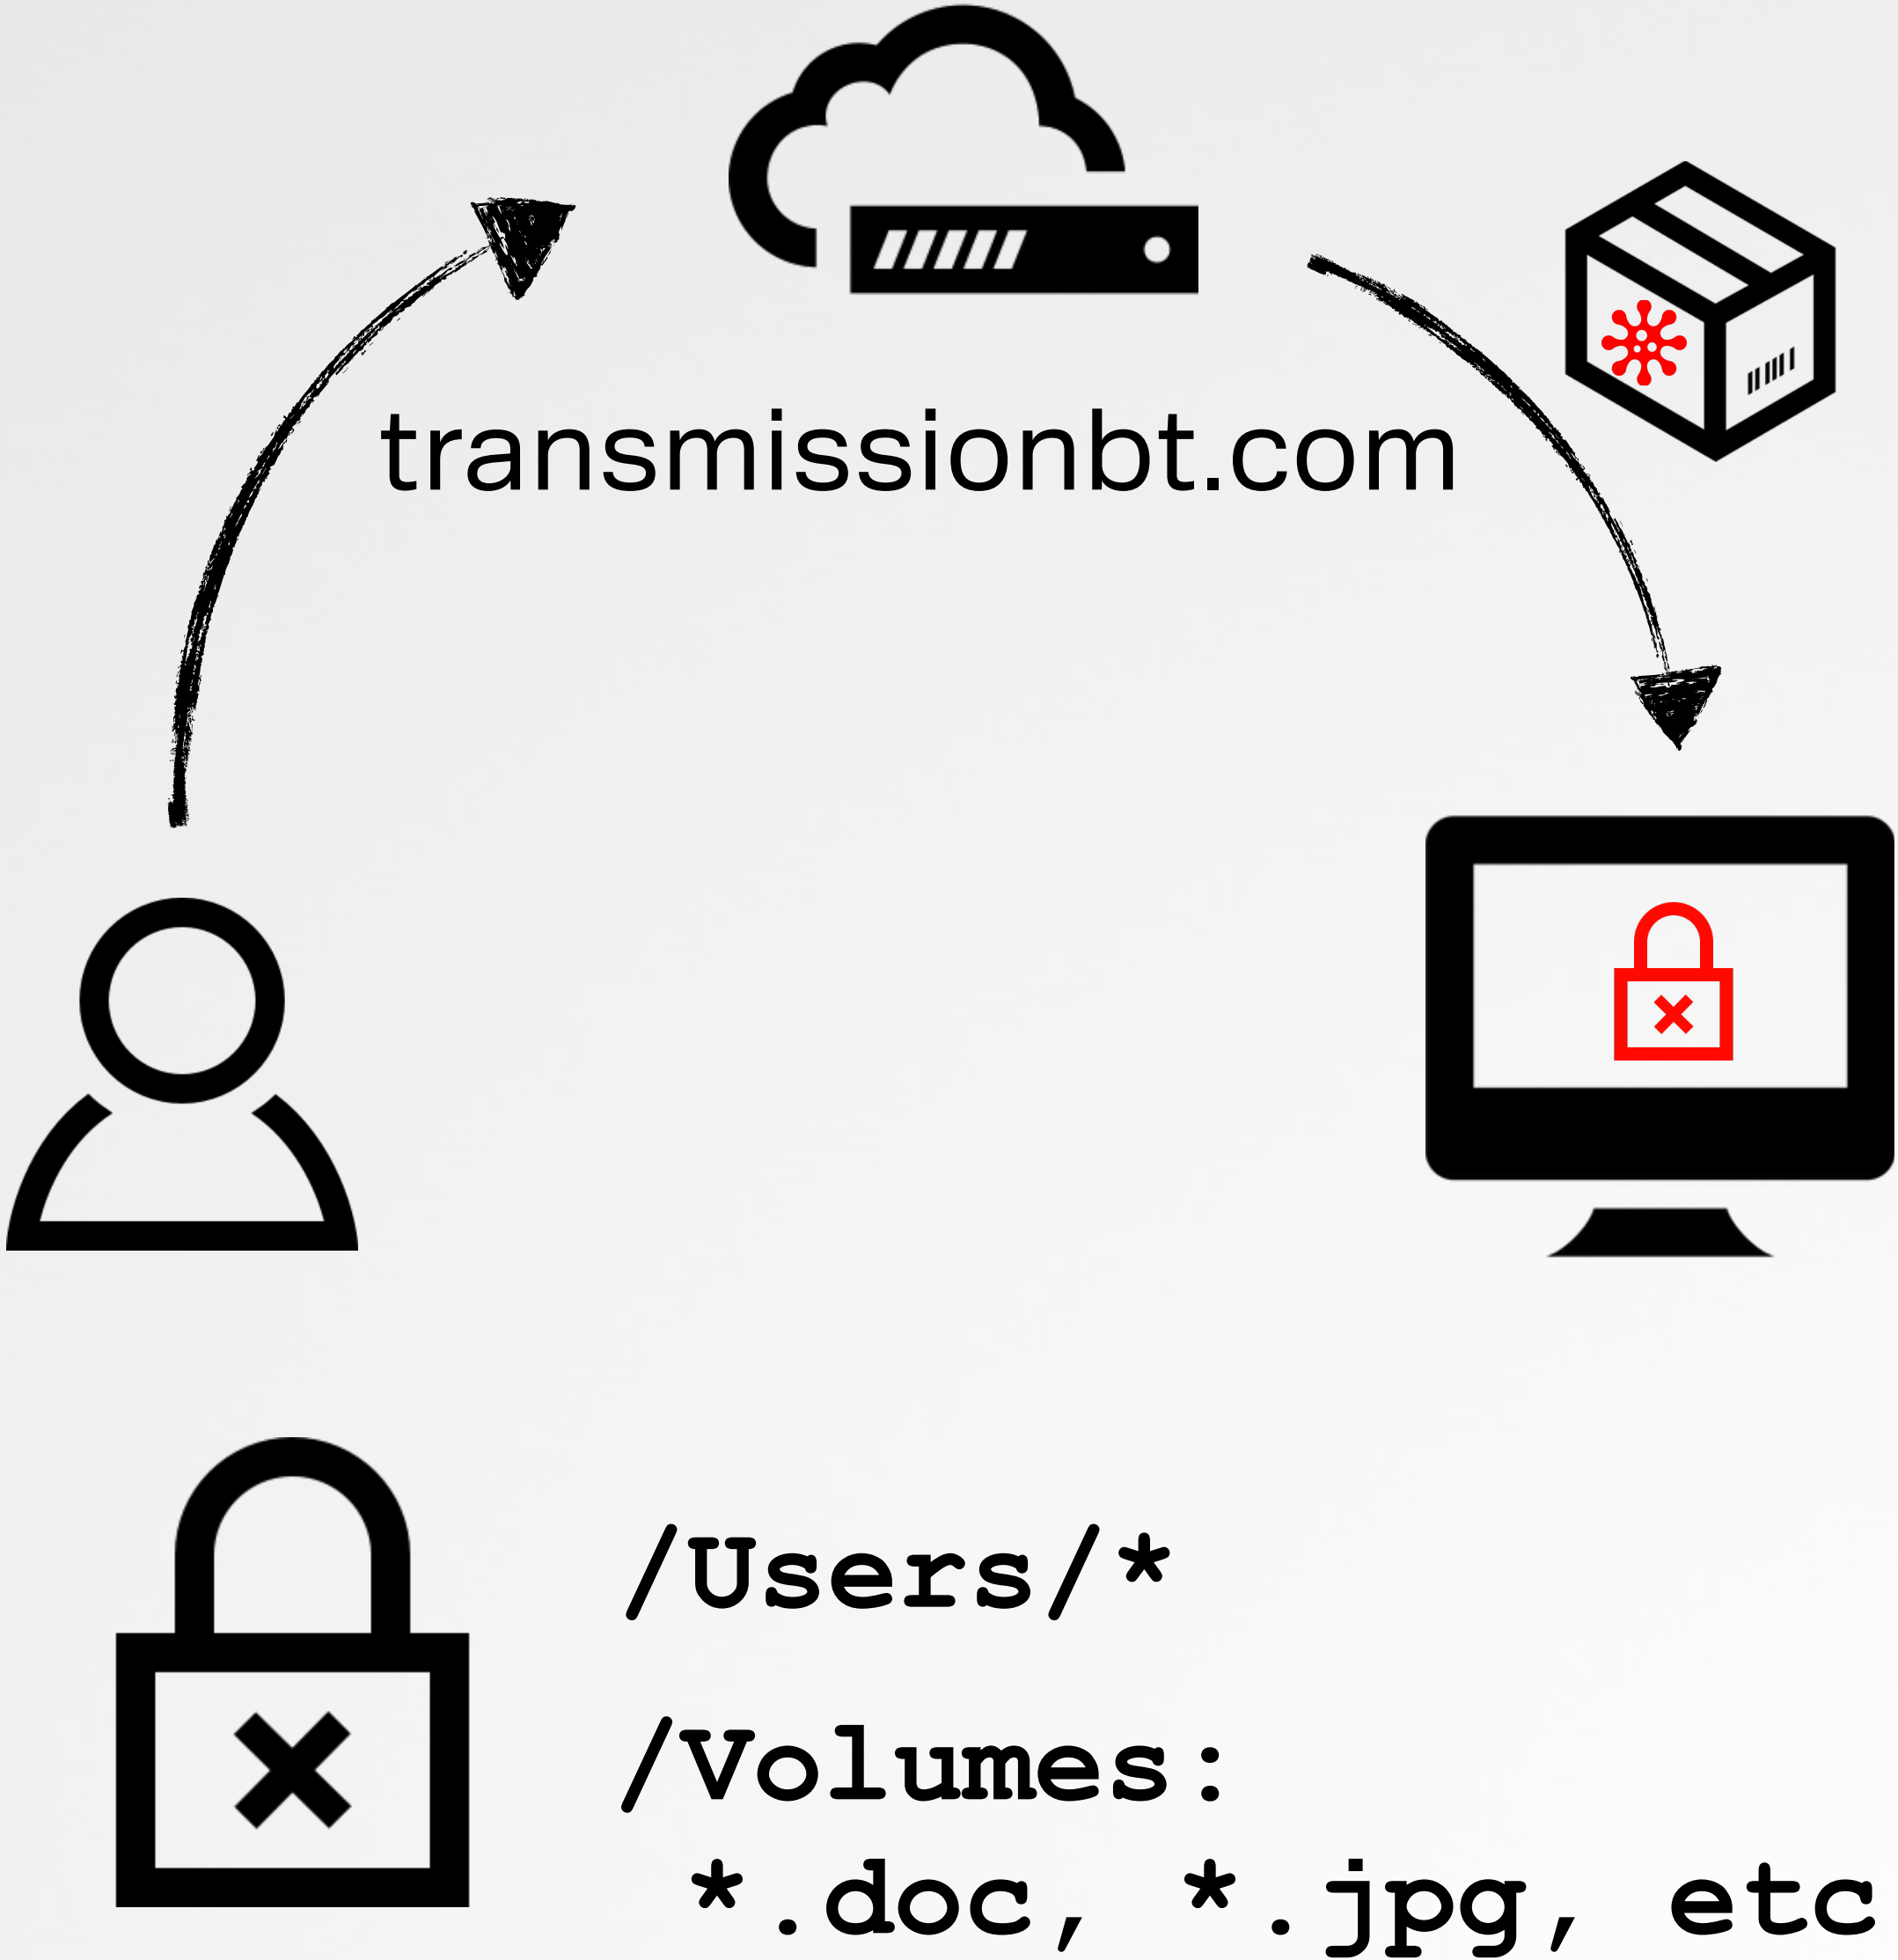 transmissionbt.com
/Users/*
/Volumes:
*.doc, *.jpg, etc